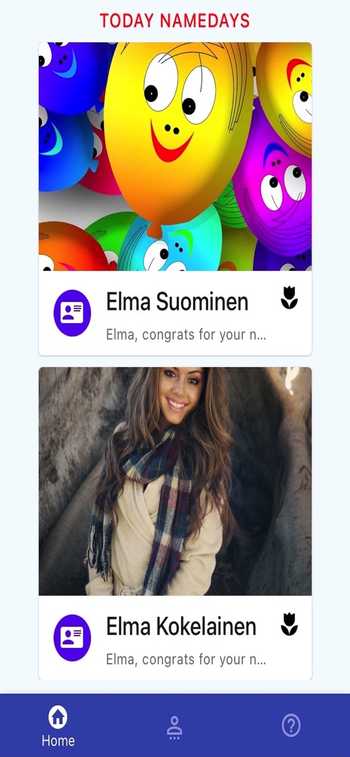 TODAY NAMEDAYS
Elma Suominen
Elma, congrats for your n...
Elma Kokelainen
Elma, congrats for your n...
Home